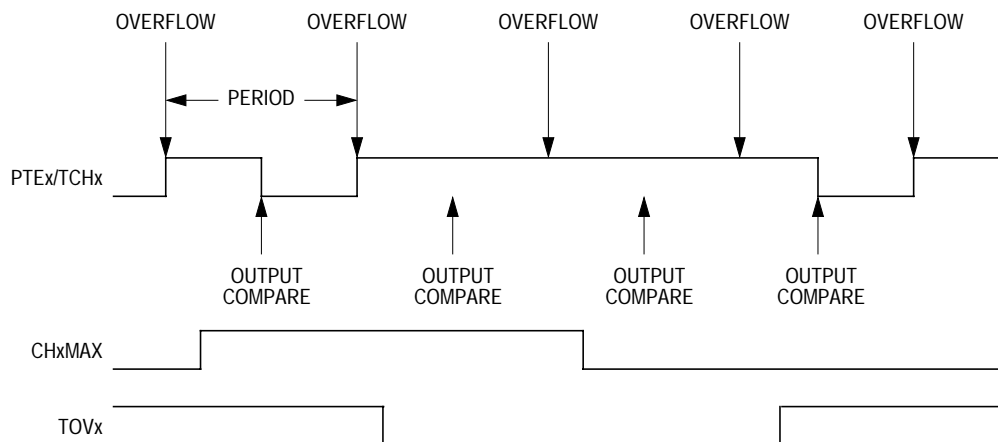 OVERFLOW OVERFLOW OVERFLOW OVERFLOW OVERFLOW
PERIOD
PTEx/TCHx
OUTPUT COMPARE
OUTPUT COMPARE
OUTPUT COMPARE
OUTPUT COMPARE
CHxMAX
TOVx